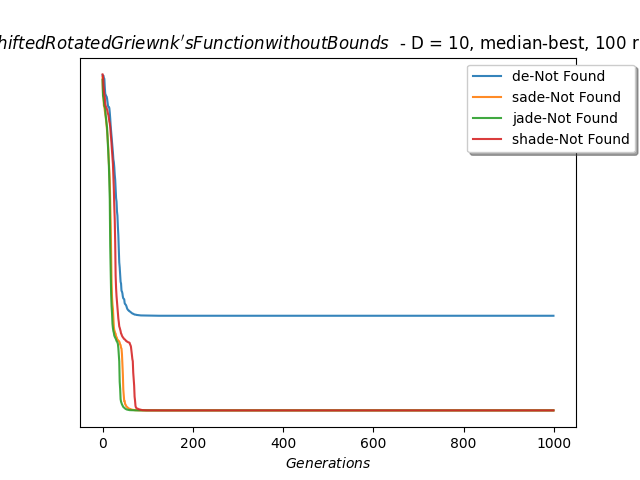 hiftedRotatedGriewnk'sFunctionwithoutBounds - D = 10, median-best, 100 r
de-Not Found
sade-Not Found
jade-Not Found
shade-Not Found
0 200 400 600 800 1000
Generations